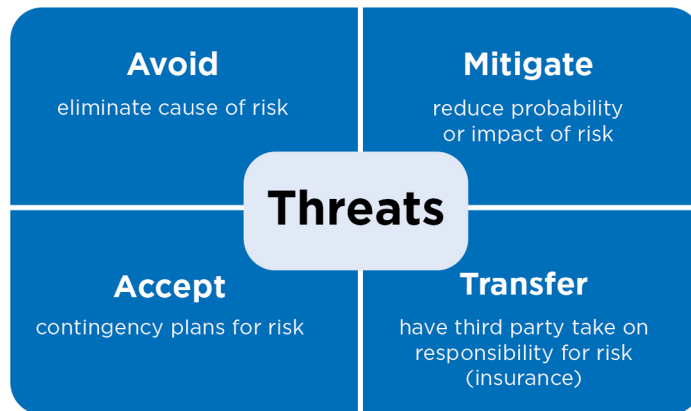 Avoid
eliminate cause of risk
Mitigate
reduce probability
or impact of risk
Threats
Accept
contingency plans for risk
Transfer
have third party take on
responsibility for risk
(insurance)